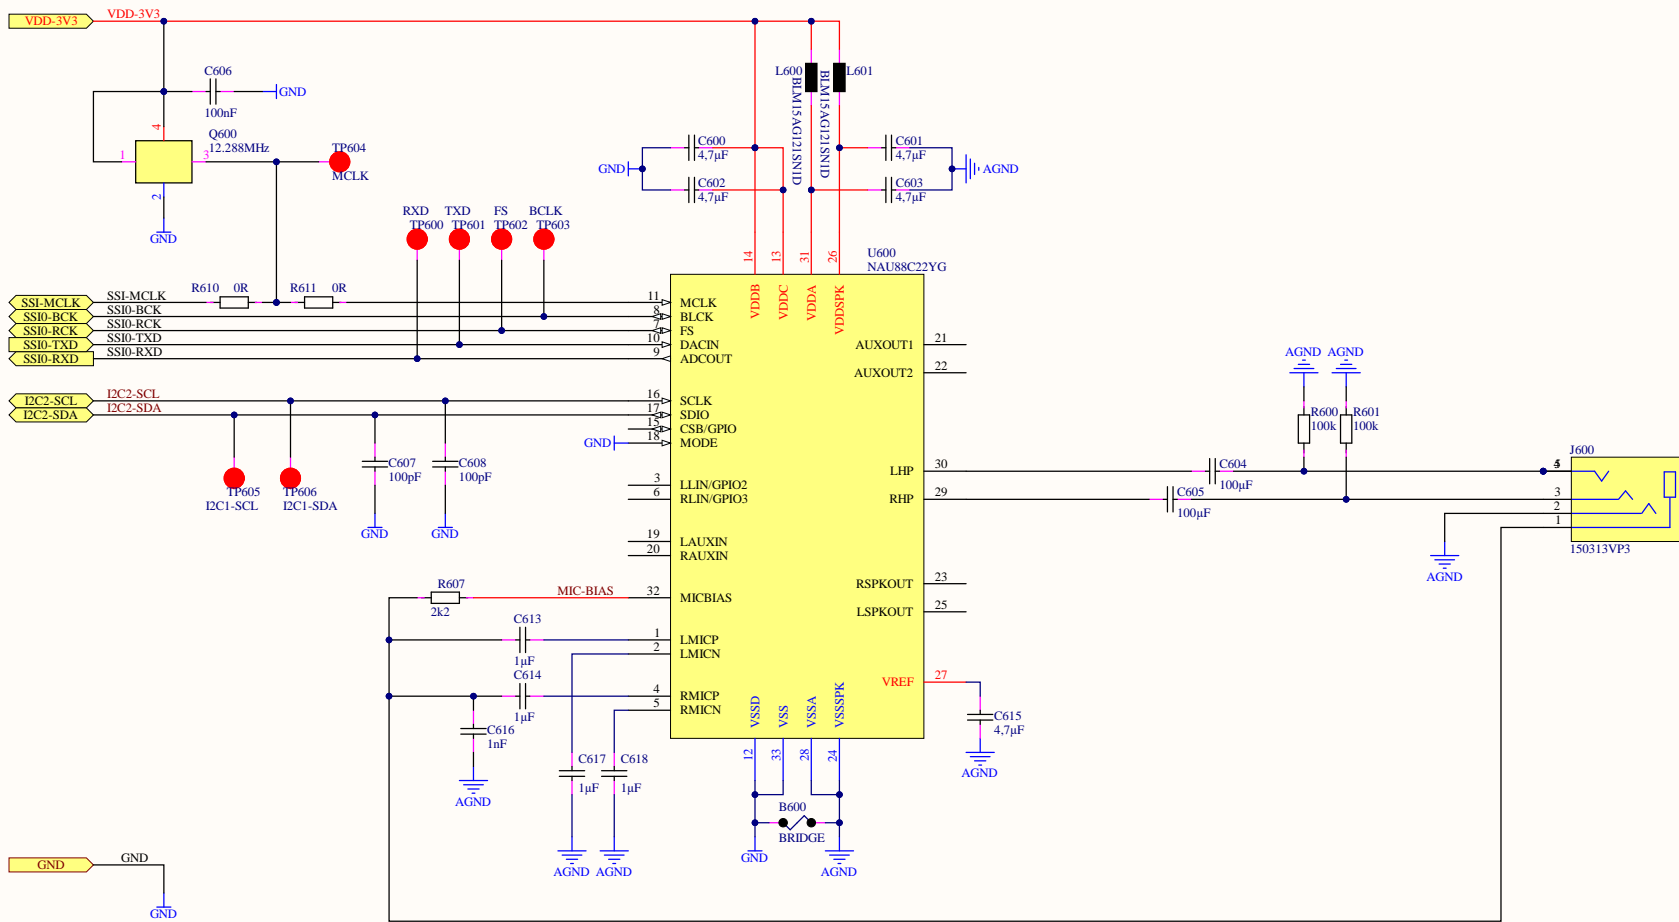 VDD-3V3
VDD-3V3
C606
GND
100nF
Q600
12.288MHz
4
1
3
2
GND
TP604
MCLK
L600
BLM15AG121SN1D
BLM15AG121SN1D
L601
C600
4,7µF
GND
C602
4,7µF
C601
4,7µF
AGND
C603
4,7µF
RXD
TP600
TXD
TP601
FS
TP602
BCLK
TP603
U600
NAU88C22YG
14
13
31
26
VDDB
VDDC
VDDA
VDDSPK
SSI-MCLK
SSI-MCLK
R610
0R
R611
0R
11
MCLK
SSI0-BCK
SSI0-BCK
8
BLCK
SSI0-RCK
SSI0-RCK
7
FS
SSI0-TXD
SSI0-TXD
10
DACIN
SSI0-RXD
SSI0-RXD
9
ADCOUT
AUXOUT1
21
AUXOUT2
22
I2C2-SCL
I2C2-SCL
16
SCLK
I2C2-SDA
I2C2-SDA
17
SDIO
15
CSB/GPIO
GND
18
MODE
TP605
I2C1-SCL
TP606
I2C1-SDA
C607
100pF
GND
C608
100pF
GND
3
LLIN/GPIO2
6
RLIN/GPIO3
LHP
30
RHP
29
C604
100µF
C605
100µF
AGND
AGND
R600
100k
R601
100k
J600
4
5
3
2
1
150313VP3
AGND
19
LAUXIN
20
RAUXIN
RSPKOUT
23
LSPKOUT
25
R607
2k2
MIC-BIAS
32
MICBIAS
C613
1µF
1
LMICP
2
LMICN
C614
1µF
4
RMICP
5
RMICN
C616
1nF
AGND
C617
1µF
AGND
C618
1µF
AGND
VREF
27
C615
4,7µF
AGND
VSSD
VSS
VSSA
VSSSPK
12
33
28
24
B600
BRIDGE
GND
AGND
GND
GND
GND